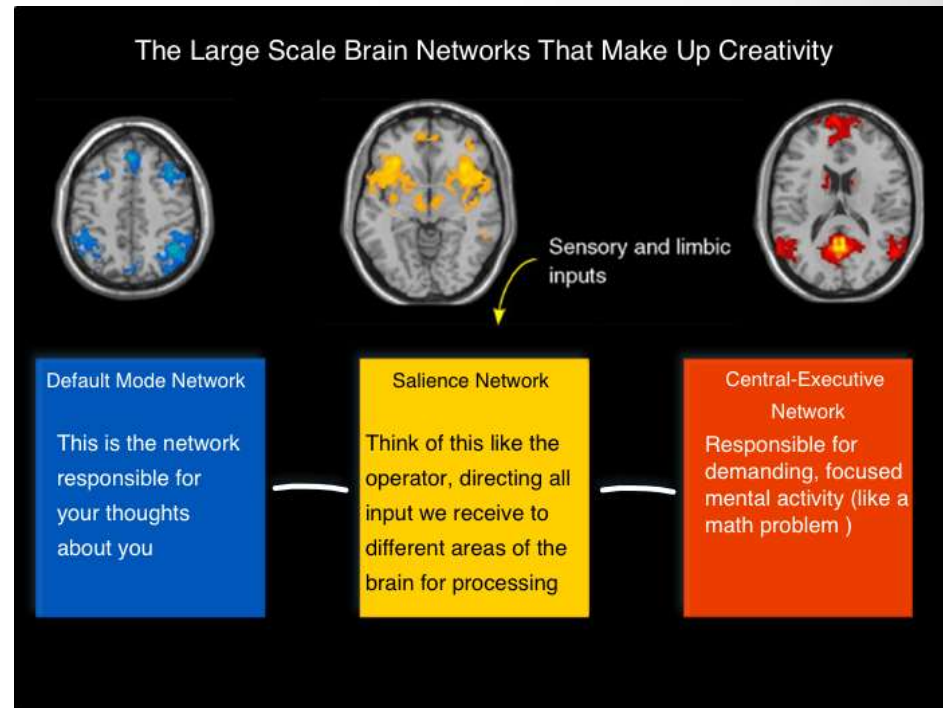 The Large Scale Brain Networks That Make Up Creativity
Sensory and limbic
inputs
Default Mode Network
This is the network
responsible for
your thoughts
about you
Salience Network
Think of this like the
operator, directing all
input we receive to
different areas of the
brain for processing
Central-Executive
Network
Responsible for
demanding, focused
mental activity (like a
math problem )